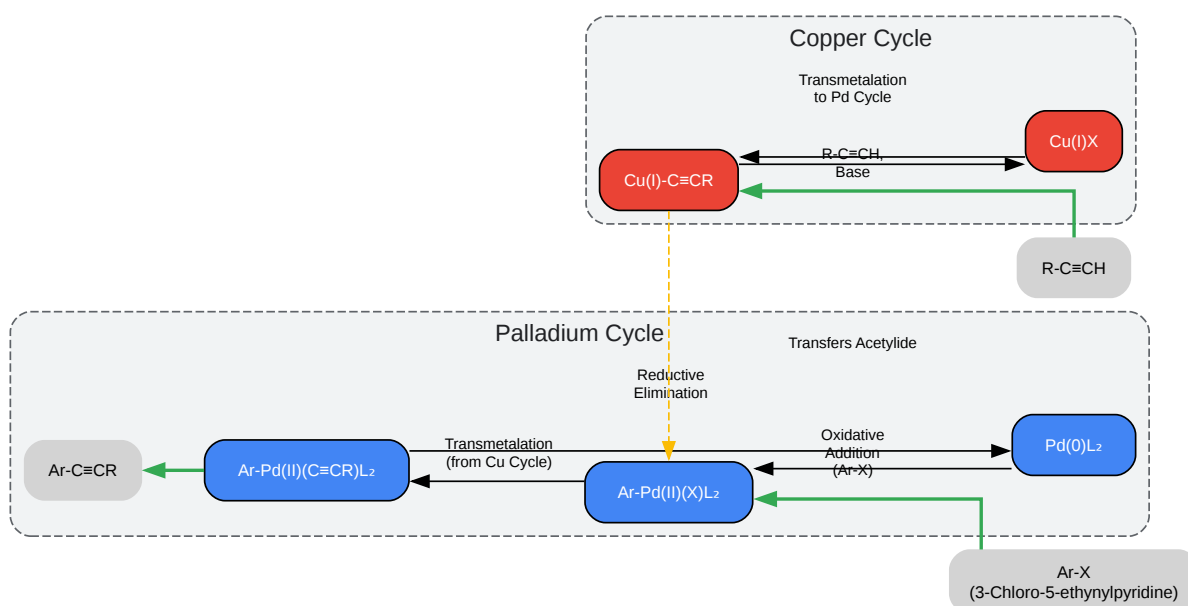 Copper Cycle
Transmetalation
to Pd Cycle
Cu(I)X
R-C≡CH,
Base
Cu(I)-C≡CR
R-C≡CH
Palladium Cycle
Transfers Acetylide
Reductive
Elimination
Oxidative
Addition
(Ar-X)
Pd(0)L₂
Transmetalation
(from Cu Cycle)
Ar-C≡CR
Ar-Pd(II)(C≡CR)L₂
Ar-Pd(II)(X)L₂
Ar-X
(3-Chloro-5-ethynylpyridine)